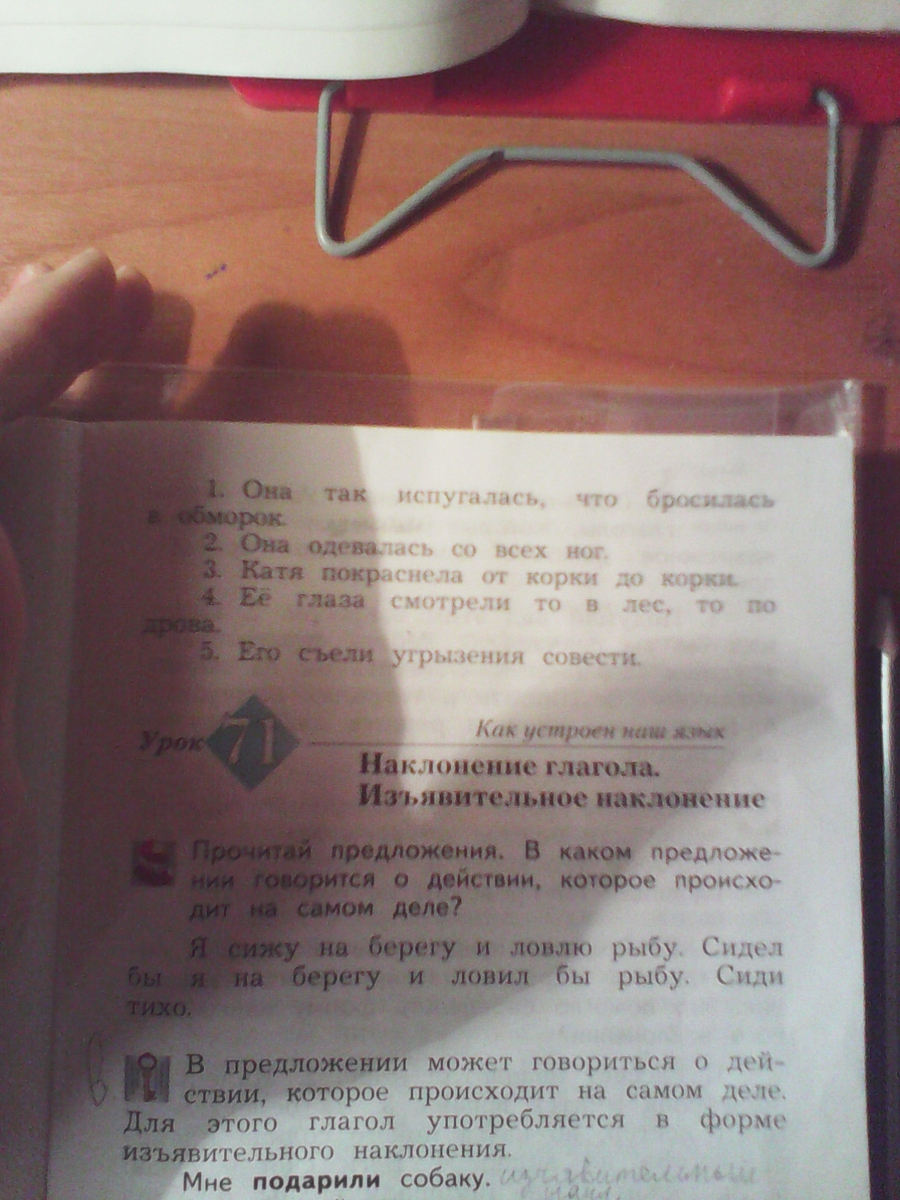 1. Она так испугалась, что бросилась
в обморок.
2. Она одевалась со всех ног.
3. Катя покраснела от корки до корки.
4. Её глаза смотрели то в лес, то по
дрова.
5. Его съели угрызения совести.
Урок 71
Как устроен наш язык
Наклонение глагола.
Изъявительное наклонение
Прочитай предложения. В каком предложе-
нии говорится о действии, которое происхо-
дит на самом деле?
Я сижу на берегу и ловлю рыбу. Сидел
бы я на берегу и ловил бы рыбу. Сиди
тихо.
В предложении может говориться о дей-
ствии, которое происходит на самом деле.
Для этого глагол употребляется в форме
изъявительного наклонения.
Мне подарили собаку.